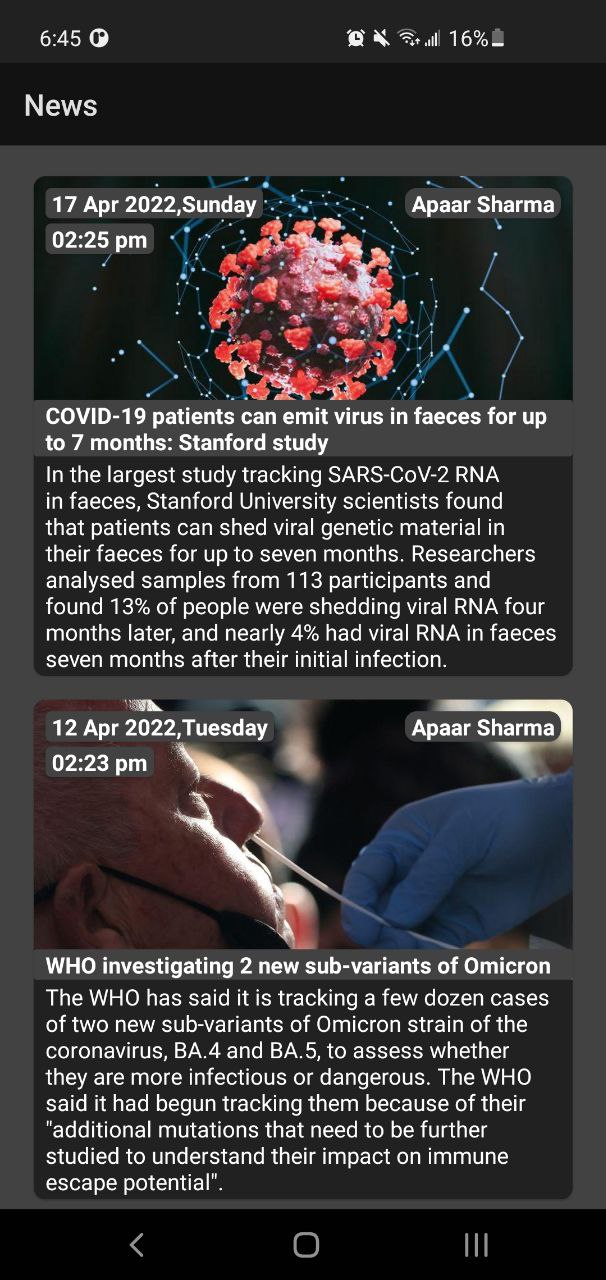 6:45 16%
News
17 Apr 2022,Sunday Apaar Sharma
02:25 pm
COVID-19 patients can emit virus in faeces for up
to 7 months: Stanford study
In the largest study tracking SARS-CoV-2 RNA
in faeces, Stanford University scientists found
that patients can shed viral genetic material in
their faeces for up to seven months. Researchers
analysed samples from 113 participants and
found 13% of people were shedding viral RNA four
months later, and nearly 4% had viral RNA in faeces
seven months after their initial infection.
12 Apr 2022,Tuesday Apaar Sharma
02:23 pm
WHO investigating 2 new sub-variants of Omicron
The WHO has said it is tracking a few dozen cases
of two new sub-variants of Omicron strain of the
coronavirus, BA.4 and BA.5, to assess whether
they are more infectious or dangerous. The WHO
said it had begun tracking them because of their
"additional mutations that need to be further
studied to understand their impact on immune
escape potential".